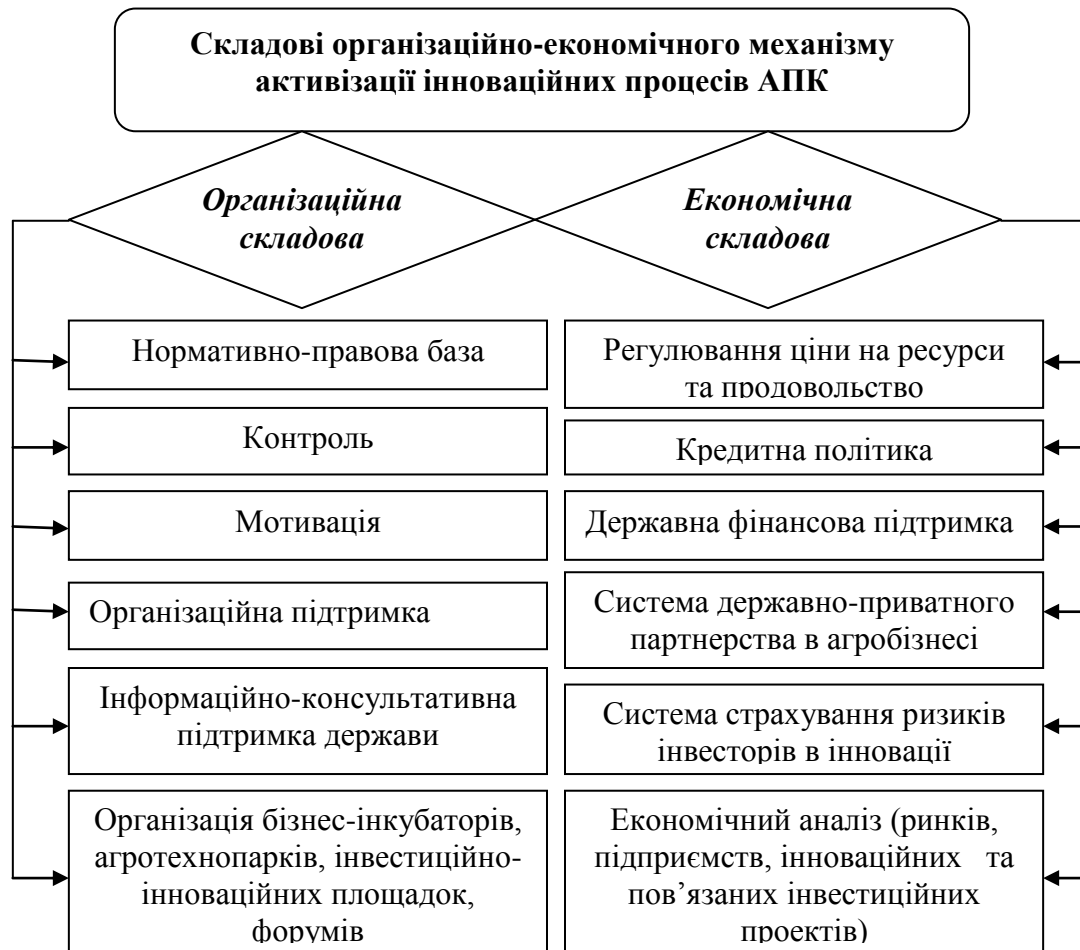 Складові організаційно-економічного механізму
активізації інноваційних процесів АПК
Організаційна
складова
Економічна
складова
Нормативно-правова база
Контроль
Мотивація
Організаційна підтримка
Інформаційно-консультативна
підтримка держави
Організація бізнес-інкубаторів,
агротехнопарків, інвестиційно-
інноваційних площадок,
форумів
Регулювання ціни на ресурси
та продовольство
Кредитна політика
Державна фінансова підтримка
Система державно-приватного
партнерства в агробізнесі
Система страхування ризиків
інвесторів в інновації
Економічний аналіз (ринків,
підприємств, інноваційних та
пов’язаних інвестиційних
проектів)